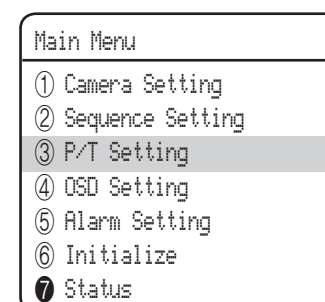 Main Menu
① Camera Setting
② Sequence Setting
③ P/T Setting
④ OSD Setting
⑤ Alarm Setting
⑥ Initialize
❼ Status